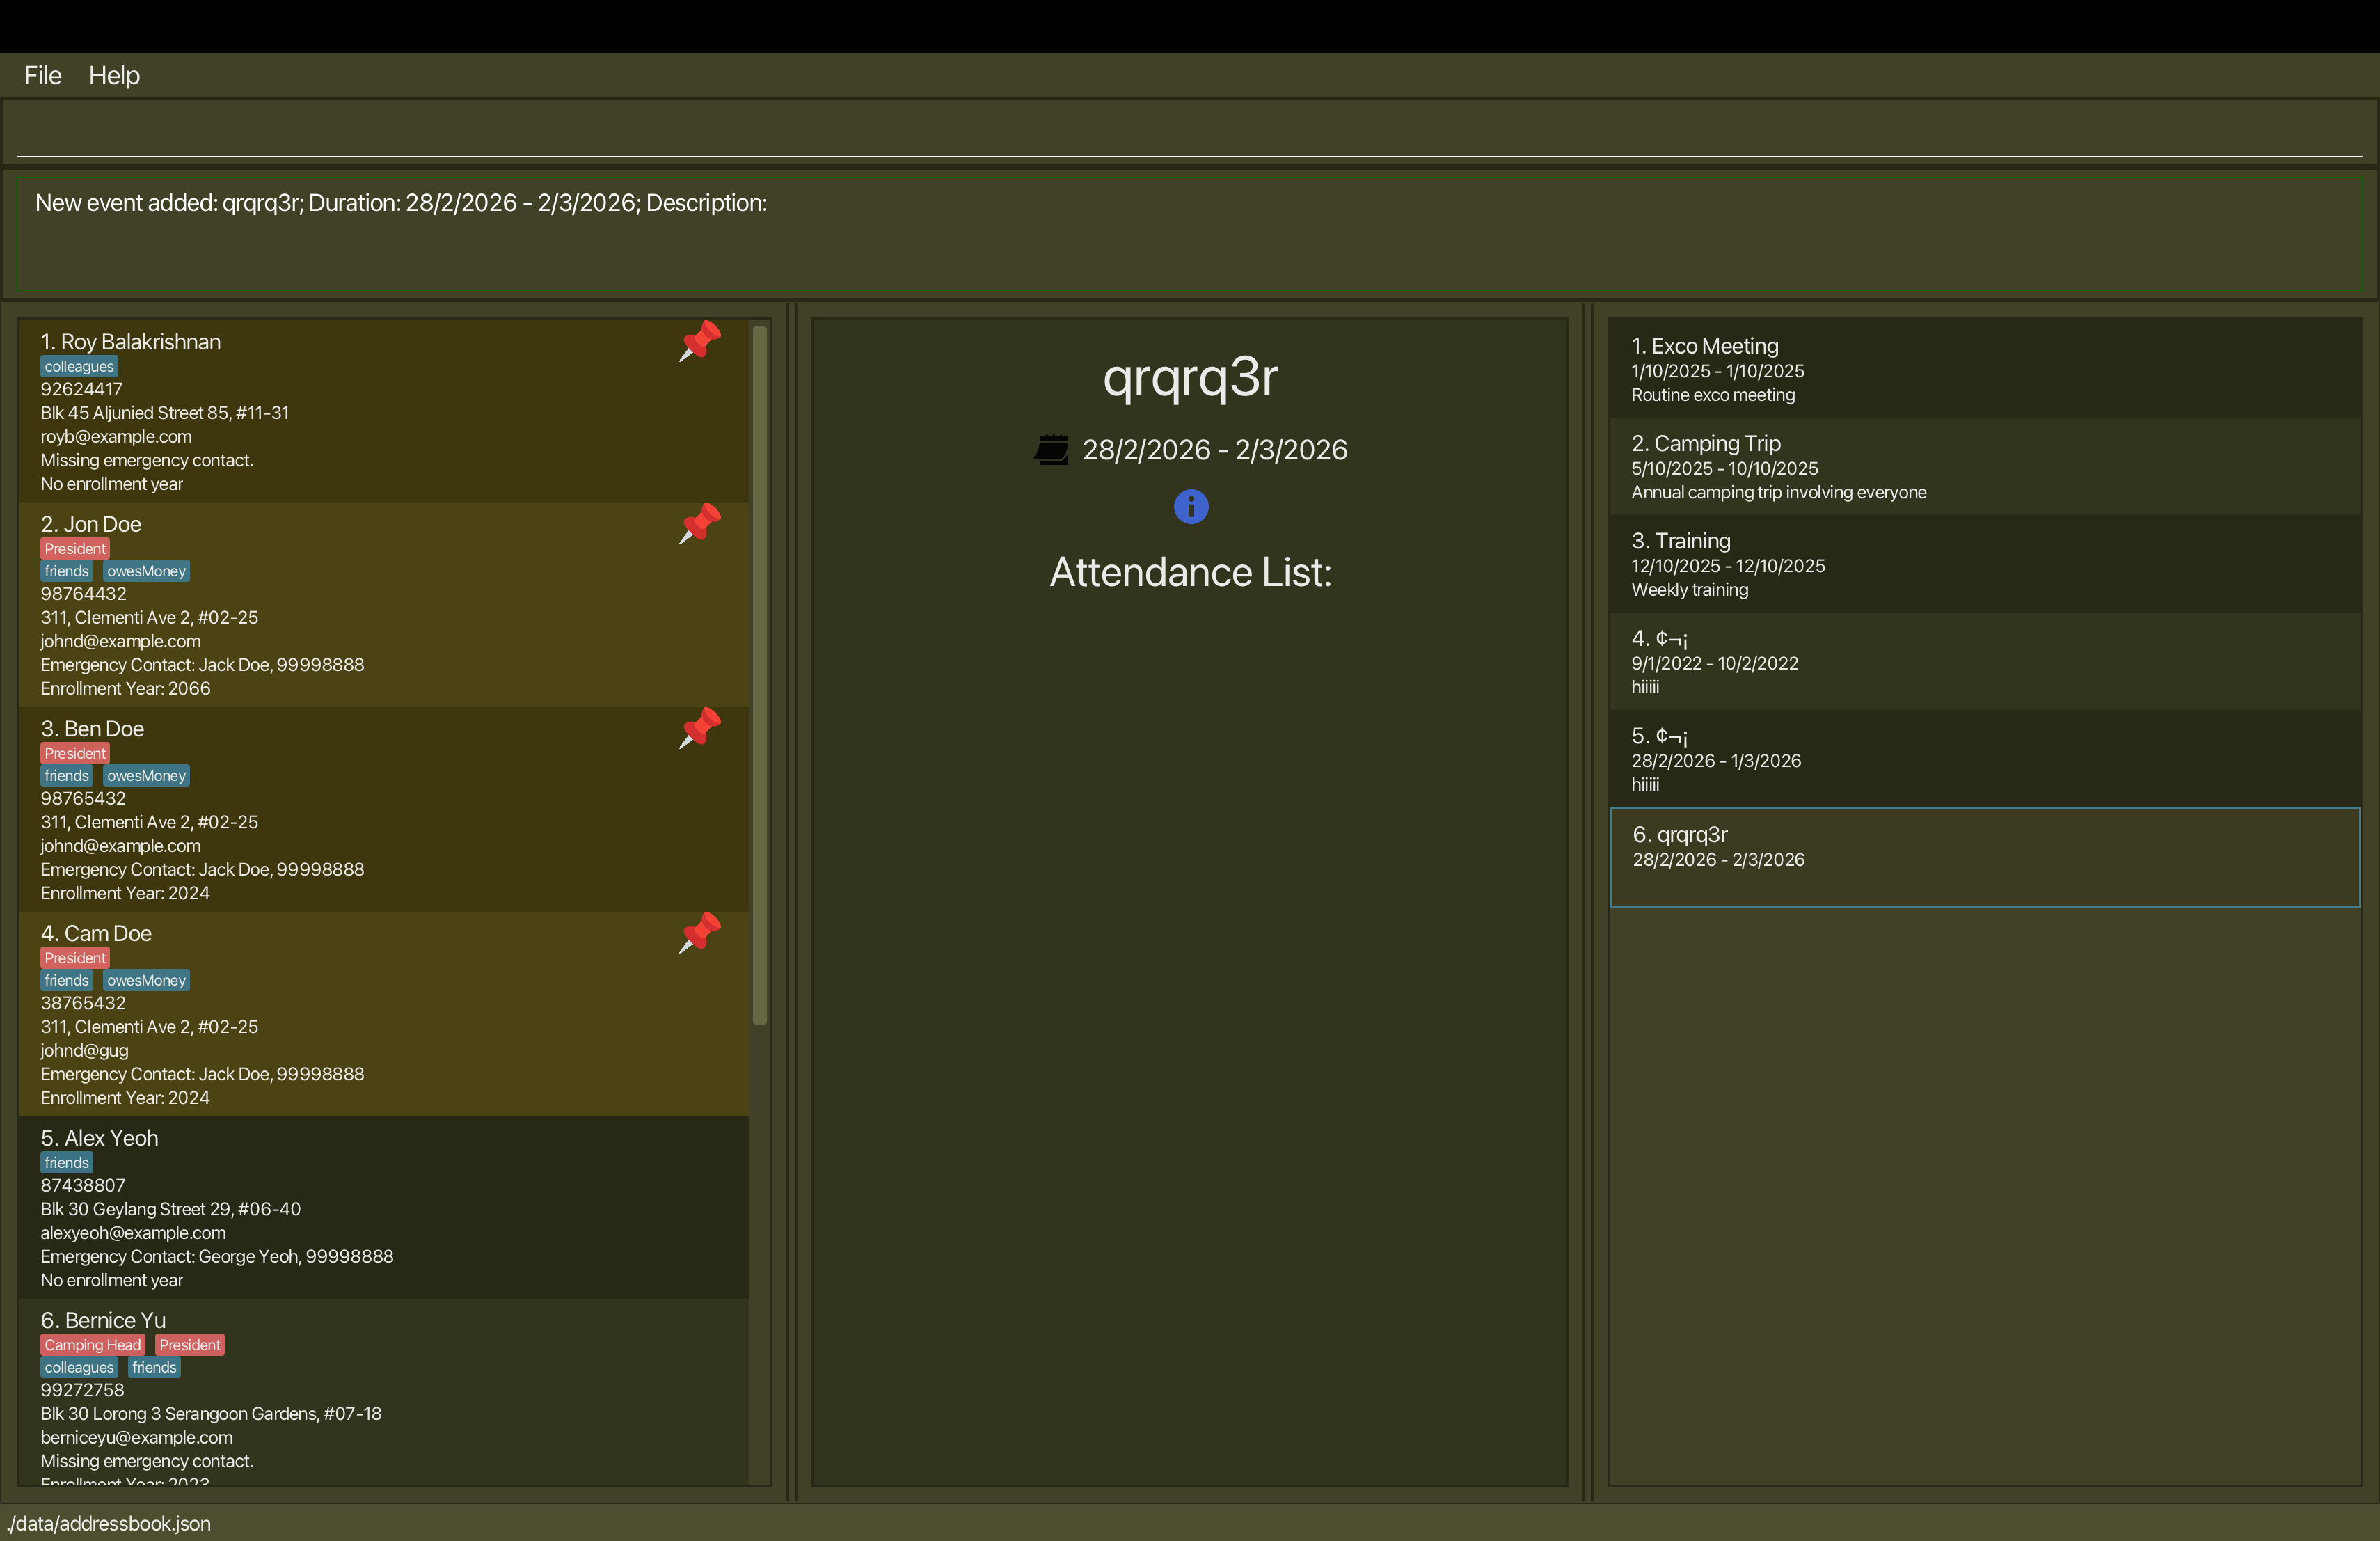 File Help
New event added: qrqrq3r; Duration: 28/2/2026 - 2/3/2026; Description:
1. Roy Balakrishnan
colleagues
92624417
Blk 45 Aljunied Street 85, #11-31
royb@example.com
Missing emergency contact.
No enrollment year
2. Jon Doe
President
friends owesMoney
98764432
311, Clementi Ave 2, #02-25
johnd@example.com
Emergency Contact: Jack Doe, 99998888
Enrollment Year: 2066
3. Ben Doe
President
friends owesMoney
98765432
311, Clementi Ave 2, #02-25
johnd@example.com
Emergency Contact: Jack Doe, 99998888
Enrollment Year: 2024
4. Cam Doe
President
friends owesMoney
38765432
311, Clementi Ave 2, #02-25
johnd@gug
Emergency Contact: Jack Doe, 99998888
Enrollment Year: 2024
5. Alex Yeoh
friends
87438807
Blk 30 Geylang Street 29, #06-40
alexyeoh@example.com
Emergency Contact: George Yeoh, 99998888
No enrollment year
6. Bernice Yu
Camping Head President
colleagues friends
99272758
Blk 30 Lorong 3 Serangoon Gardens, #07-18
berniceyu@example.com
Missing emergency contact.
Enrollment Year: 2023
qrqrq3r
28/2/2026 - 2/3/2026
Attendance List:
1. Exco Meeting
1/10/2025 - 1/10/2025
Routine exco meeting
2. Camping Trip
5/10/2025 - 10/10/2025
Annual camping trip involving everyone
3. Training
12/10/2025 - 12/10/2025
Weekly training
4. ¢¬¡
9/1/2022 - 10/2/2022
hiiiii
5. ¢¬¡
28/2/2026 - 1/3/2026
hiiiii
6. qrqrq3r
28/2/2026 - 2/3/2026
./data/addressbook.json